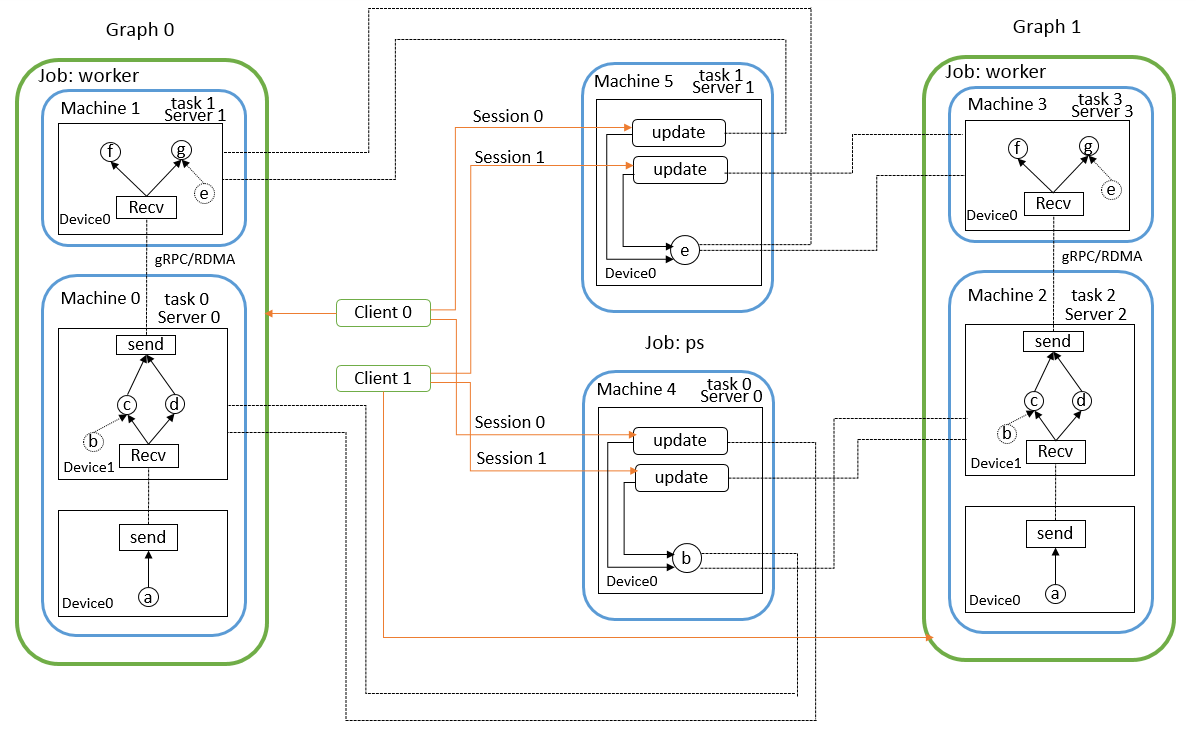 Graph 0
Job: worker
Machine 1
task 1
Server 1
f
g
e
Recv
Device0
gRPC/RDMA
Machine 0
task 0
Server 0
send
c
d
b
Recv
Device1
send
a
Device0
Client 0
Client 1
Session 0
Session 1
Session 0
Session 1
Machine 5
task 1
Server 1
update
update
e
Device0
Job: ps
Machine 4
task 0
Server 0
update
update
b
Device0
Graph 1
Job: worker
Machine 3
task 3
Server 3
f
g
e
Recv
Device0
gRPC/RDMA
Machine 2
task 2
Server 2
send
c
d
b
Recv
Device1
send
a
Device0